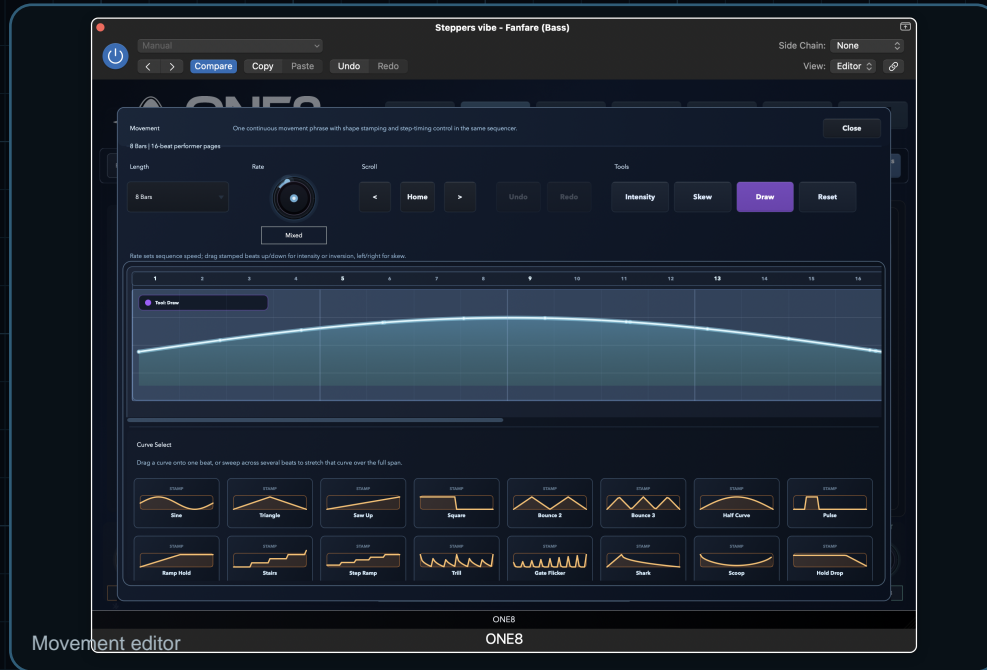 Steppers vibe - Fanfare (Bass)
Manual
Side Chain: None
< > Compare Copy Paste Undo Redo
View: Editor
ONE8
Movement
One continuous movement phrase with shape stamping and step-timing control in the same sequencer.
Close
8 Bars | 16-beat performer pages
Length
Rate
Scroll
Tools
8 Bars
< Home >
Undo
Redo
Intensity
Skew
Draw
Reset
Mixed
Rate sets sequence speed; drag stamped beats up/down for intensity or inversion, left/right for skew.
1 2 3 4 5 6 7 8 9 10 11 12 13 14 15 16
Tool: Draw
Curve Select
Drag a curve onto one beat, or sweep across several beats to stretch that curve over the full span.
STAMP STAMP STAMP STAMP STAMP STAMP STAMP STAMP
Sine Triangle Saw Up Square Bounce 2 Bounce 3 Half Curve Pulse
STAMP STAMP STAMP STAMP STAMP STAMP STAMP STAMP
Ramp Hold Stairs Step Ramp Trill Gate Flicker Shark Scoop Hold Drop
ONE8
ONE8
Movement editor